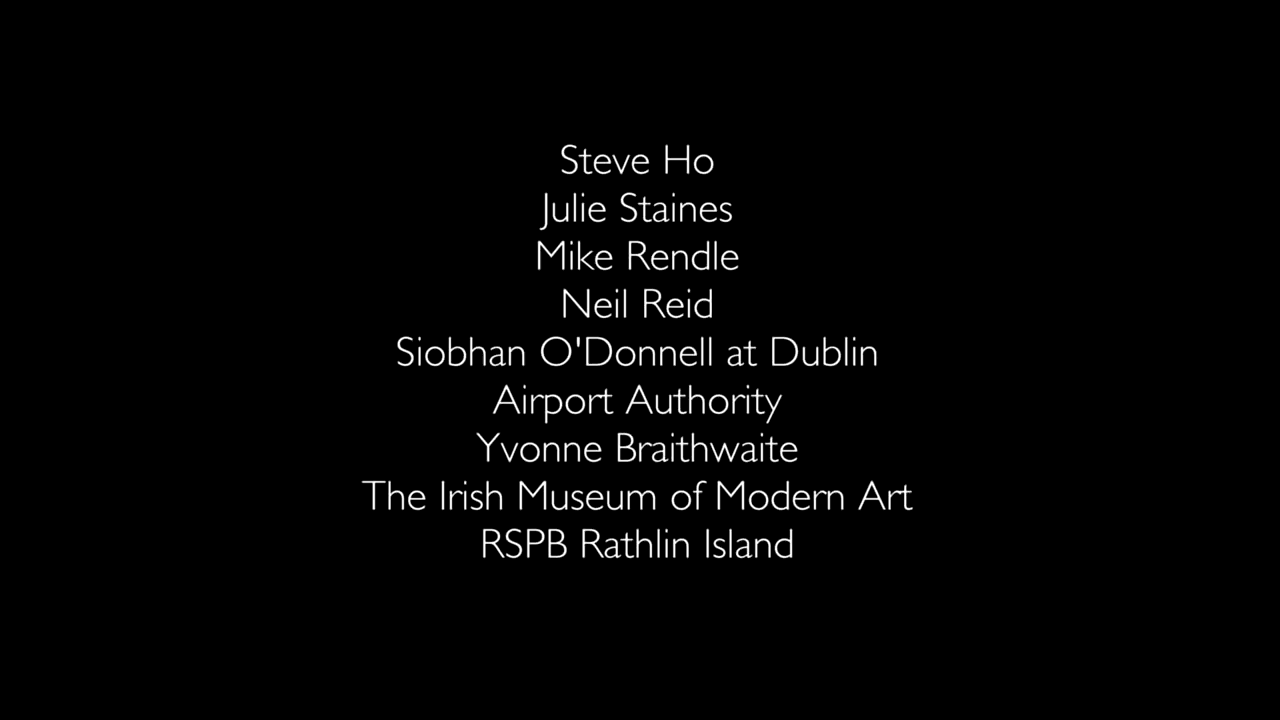 Steve Ho
Julie Staines
Mike Rendle
Neil Reid
Siobhan O'Donnell at Dublin
Airport Authority
Yvonne Braithwaite
The Irish Museum of Modern Art
RSPB Rathlin Island